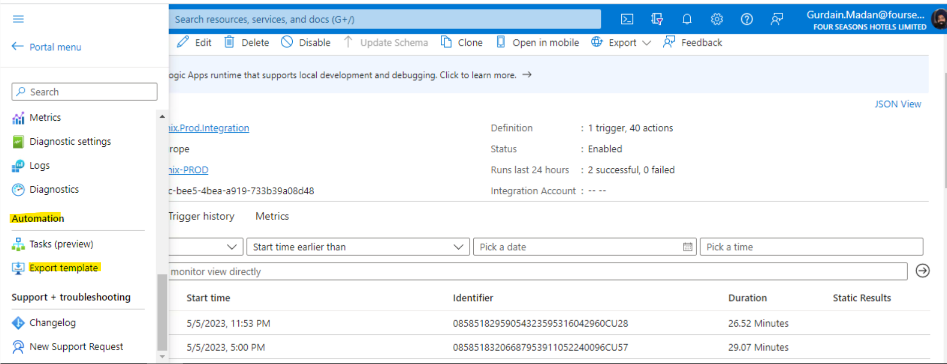 Search resources, services, and docs (G+/)
Gurdain.Madan@fourse...
FOUR SEASONS HOTELS LIMITED
Portal menu
Edit Delete Disable Update Schema Clone Open in mobile Export Feedback
ogic Apps runtime that supports local development and debugging. Click to learn more.
Search
JSON View
Metrics
Diagnostic settings
Logs
Diagnostics
Automation
Tasks (preview)
Export template
Support + troubleshooting
Changelog
New Support Request
nix.Prod.Integration
Definition : 1 trigger, 40 actions
rope
Status : Enabled
nix-PROD
Runs last 24 hours : 2 successful, 0 failed
c-bee5-4bea-a919-733b39a08d48
Integration Account : -- --
Trigger history Metrics
Start time earlier than Pick a date Pick a time
monitor view directly
Start time Identifier Duration Static Results
5/5/2023, 11:53 PM 08585182959054323595316042960CU28 26.52 Minutes
5/5/2023, 5:00 PM 08585183206687953911052240096CU57 29.07 Minutes